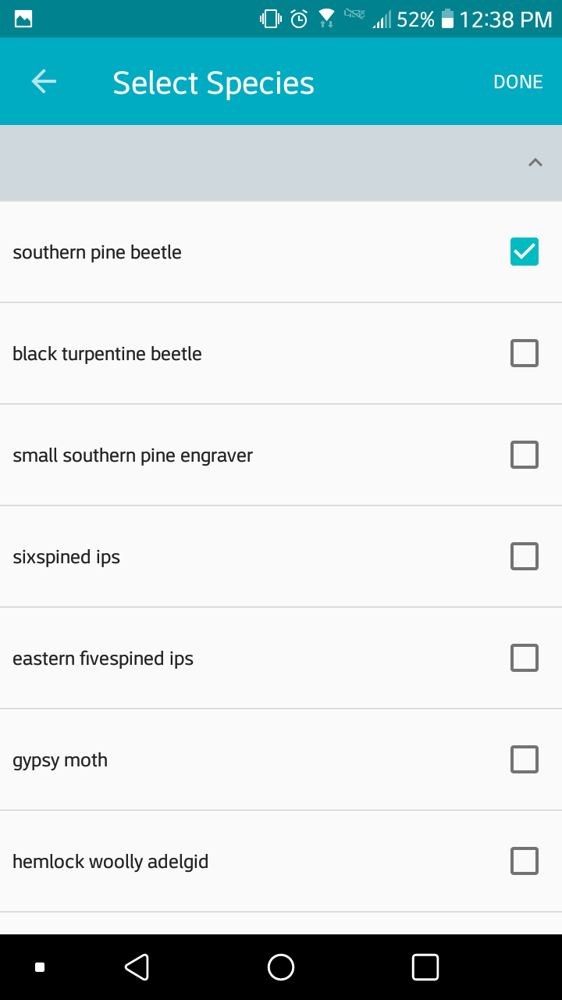 52% 12:38 PM
Select Species DONE
southern pine beetle
black turpentine beetle
small southern pine engraver
sixspined ips
eastern fivespined ips
gypsy moth
hemlock woolly adelgid